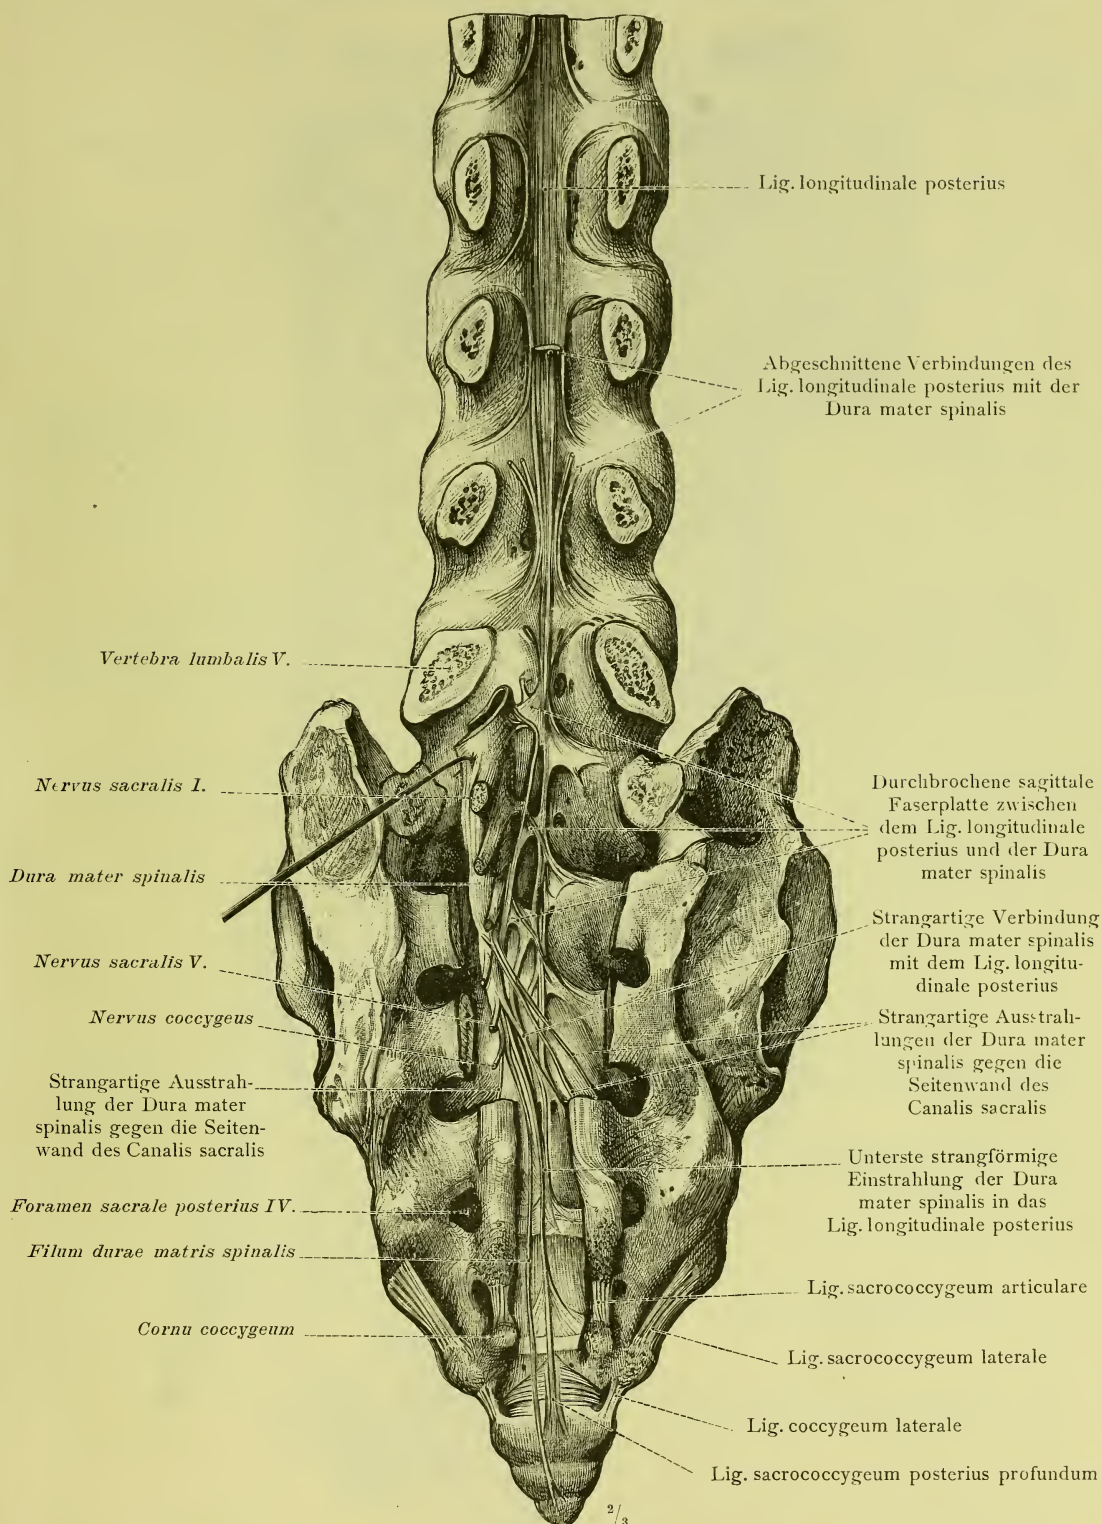 Lig. longitudinale posterius
Abgeschnittene Verbindungen des
Lig. longitudinale posterius mit der
Dura mater spinalis
Vertebra lumbalis V.
Nervus sacralis I.
Dura mater spinalis
Nervus sacralis V.
Nervus coccygeus
Strangartige Ausstrah-
lung der Dura mater
spinalis gegen die Seiten-
wand des Canalis sacralis
Foramen sacrale posterius IV.
Filum durae matris spinalis
Cornu coccygeum
Durchbrochene sagittale
Faserplatte zwischen
dem Lig. longitudinale
posterius und der Dura
mater spinalis
Strangartige Verbindung
der Dura mater spinalis
mit dem Lig. longitu-
dinale posterius
Strangartige Ausstrah-
lungen der Dura mater
spinalis gegen die
Seitenwand des
Canalis sacralis
Unterste strangförmige
Einstrahlung der Dura
mater spinalis in das
Lig. longitudinale posterius
Lig. sacrococcygeum articulare
Lig. sacrococcygeum laterale
Lig. coccygeum laterale
Lig. sacrococcygeum posterius profundum
2/3